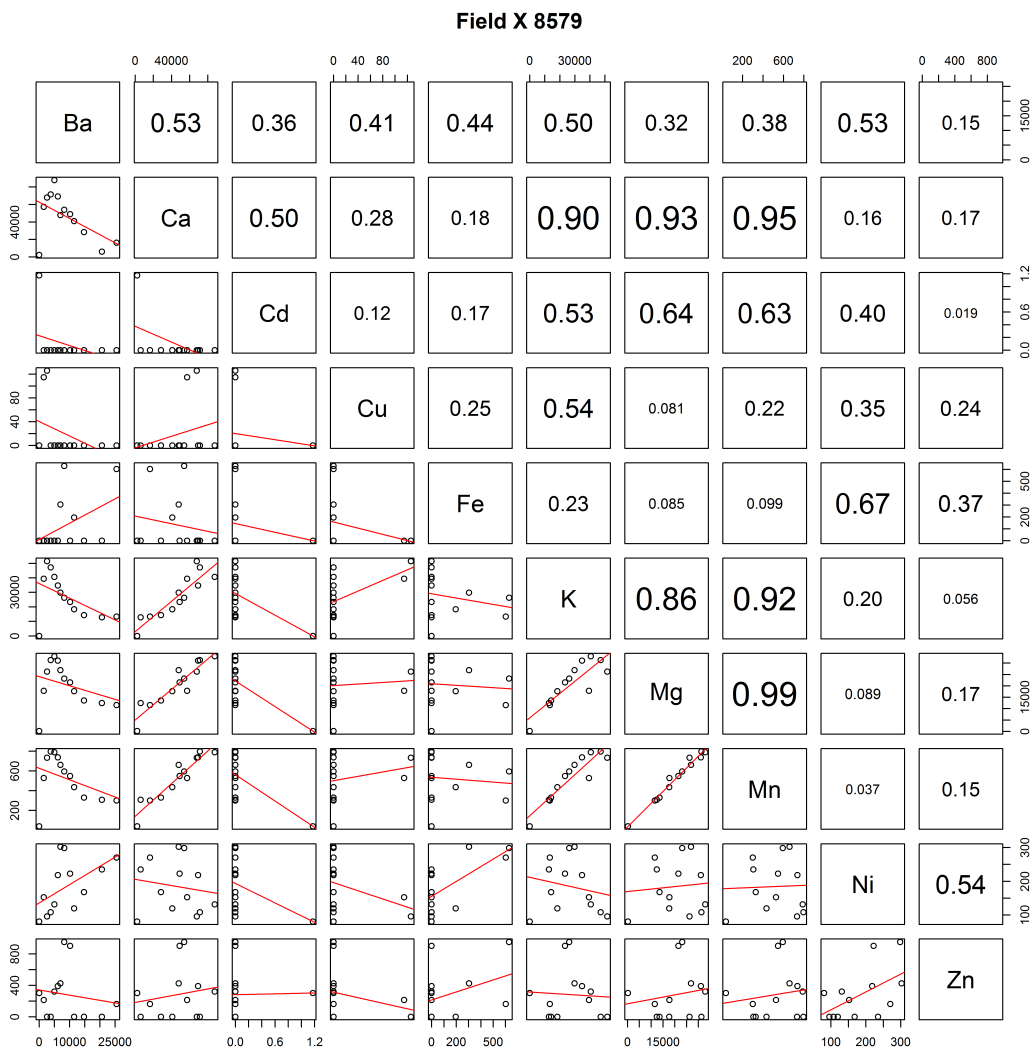 Field X 8579
0 40000 0 40 80 0 30000 200 600 0 400 800
Ba 0.53 0.36 0.41 0.44 0.50 0.32 0.38 0.53 0.15 0 15000
0 40000 Ca 0.50 0.28 0.18 0.90 0.93 0.95 0.16 0.17
Cd 0.12 0.17 0.53 0.64 0.63 0.40 0.019 0.0 0.6 1.2
0 40 80 Cu 0.25 0.54 0.081 0.22 0.35 0.24
Fe 0.23 0.085 0.099 0.67 0.37 0 200 600
0 30000 K 0.86 0.92 0.20 0.056
Mg 0.99 0.089 0.17 15000
200 600 Mn 0.037 0.15
Ni 0.54 100 200 300
0 400 800 Zn
0 10000 25000 0.0 0.6 1.2 0 200 500 15000 100 200 300